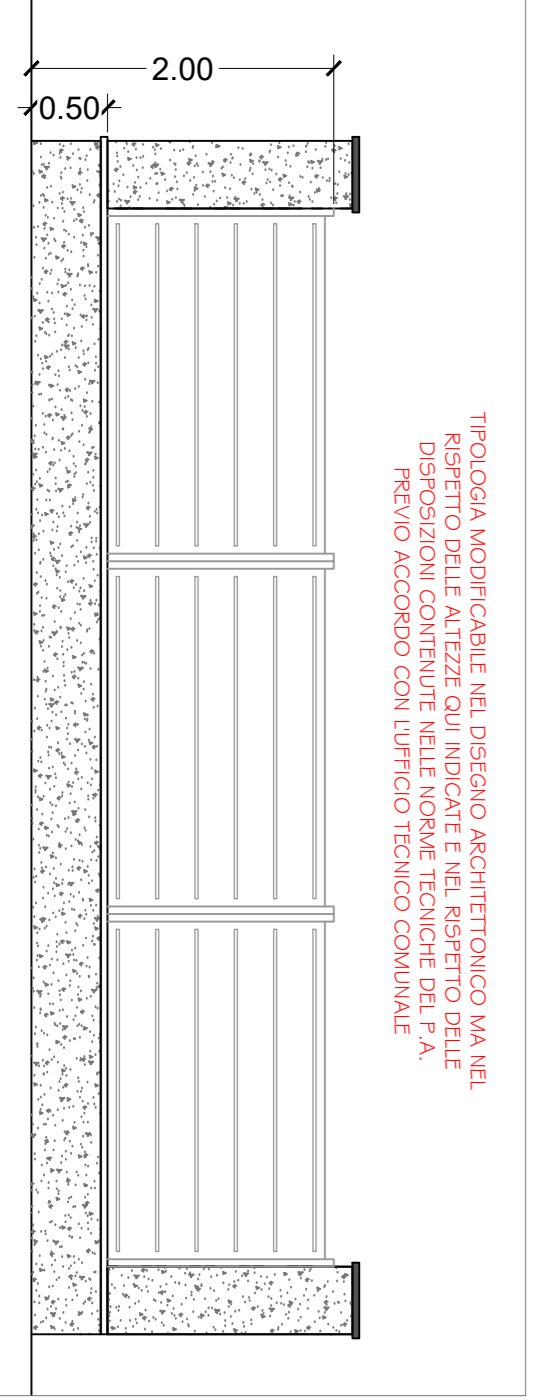 2.00
0.50
TIPOLOGIA MODIFICABILE NEL DISEGNO ARCHITETTONICO MA NEL
RISPETTO DELLE ALTEZZE QUI INDICATE E NEL RISPETTO DELLE
DISPOSIZIONI CONTENUTE NELLE NORME TECNICHE DEL P.A.
PREVIO ACCORDO CON L'UFFICIO TECNICO COMUNALE